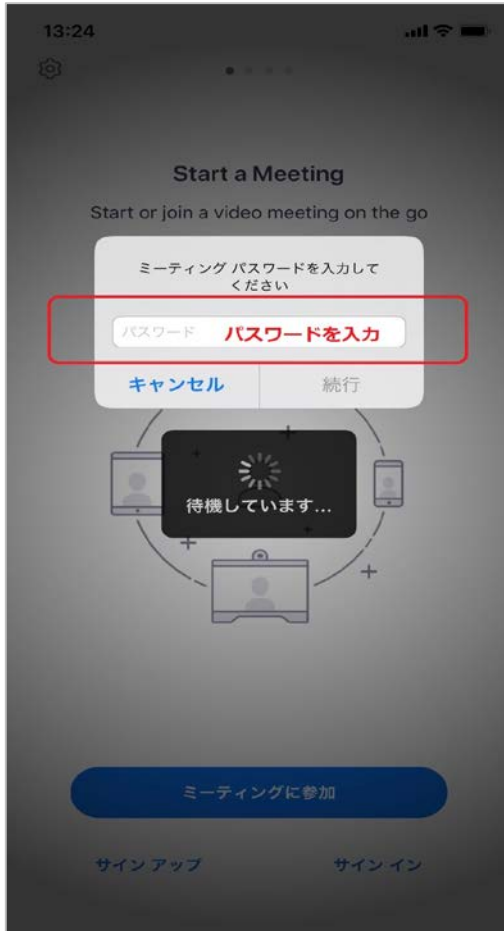 13:24
Start a Meeting
Start or join a video meeting on the go
ミーティング パスワードを入力して
ください
パスワード パスワードを入力
キャンセル 続行
待機しています...
ミーティングに参加
サイン アップ サイン イン